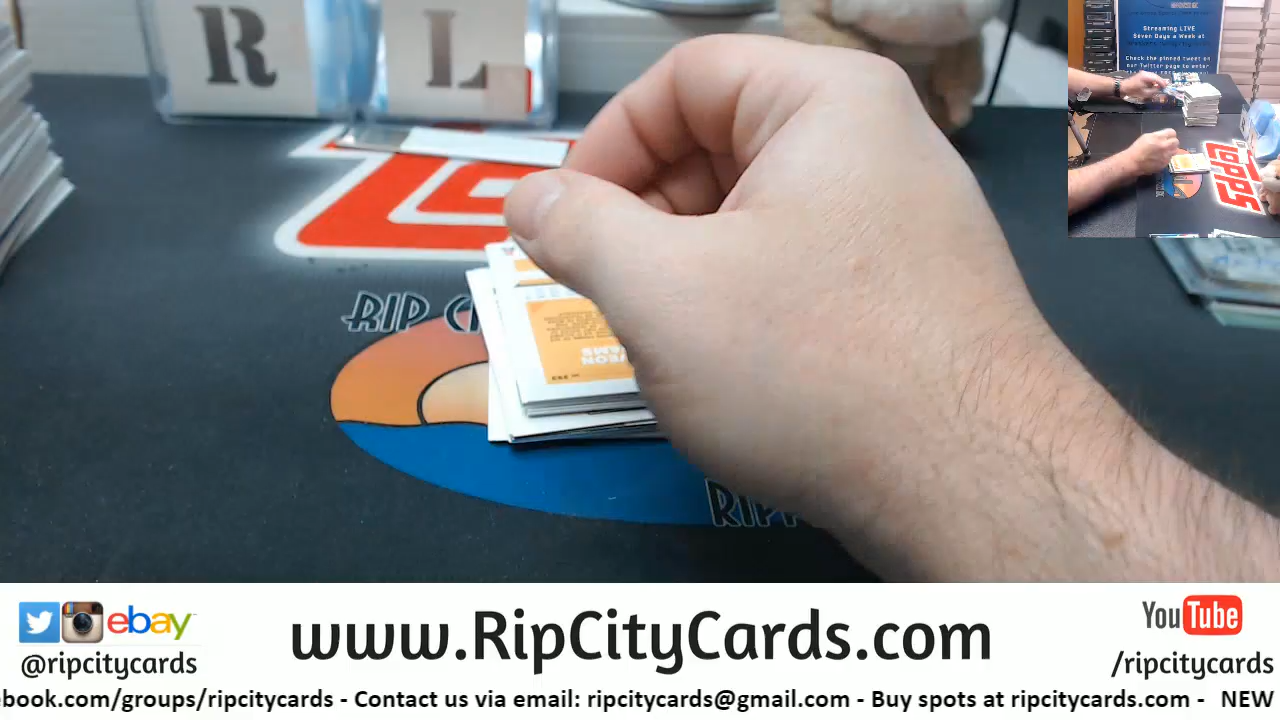 R L
Streaming LIVE
Seven Days a Week at
Check the pinned tweet on
our Twitter page to enter
topps
RIP C
RIPP
ebay
@ripcitycards
www.RipCityCards.com
YouTube
/ripcitycards
ebook.com/groups/ripcitycards - Contact us via email: ripcitycards@gmail.com - Buy spots at ripcitycards.com - NEW